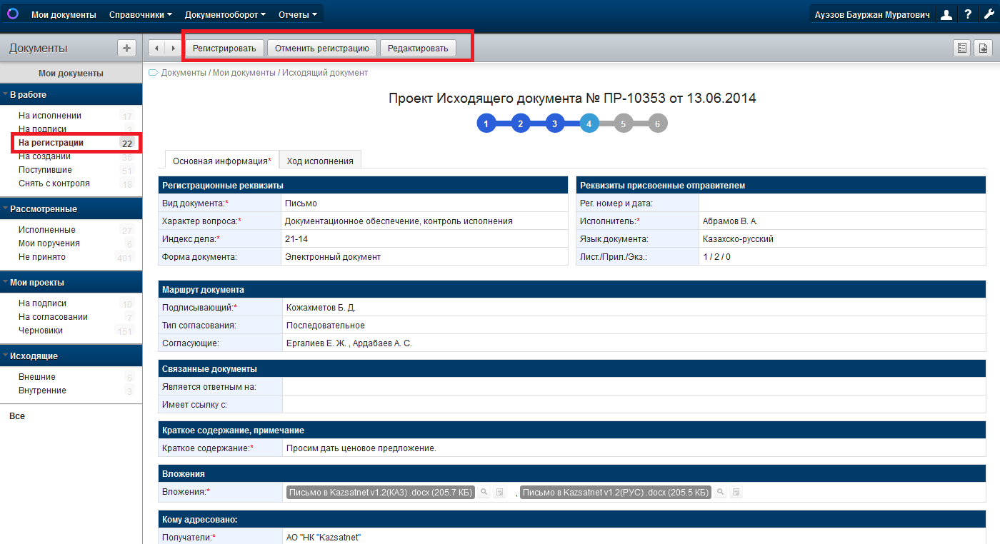 Мои документы Справочники Документооборот Отчеты Ауэзов Бауржан Муратович ?
Документы + Регистрировать Отменить регистрацию Редактировать
Мои документы
В работе
На исполнении 17
На подписи 3
На регистрации 22
На создании 36
Поступившие 51
Снять с контроля 18
Рассмотренные
Исполненные 27
Мои поручения 6
Не принято 401
Мои проекты
На подписи 10
На согласовании 7
Черновики 151
Исходящие
Внешние 6
Внутренние 3
Все
Документы / Мои документы / Исходящий документ
Проект Исходящего документа № ПР-10353 от 13.06.2014
1 2 3 4 5 6
Основная информация* Ход исполнения
Регистрационные реквизиты
Вид документа:* Письмо
Характер вопроса:* Документационное обеспечение, контроль исполнения
Индекс дела:* 21-14
Форма документа: Электронный документ
Реквизиты присвоенные отправителем
Рег. номер и дата:
Исполнитель:* Абрамов В. А.
Язык документа: Казахско-русский
Лист./Прил./Экз.: 1 / 2 / 0
Маршрут документа
Подписывающий:* Кожахметов Б. Д.
Тип согласования: Последовательное
Согласующие: Ергалиев Е. Ж. , Ардабаев А. С.
Связанные документы
Является ответным на:
Имеет ссылку с:
Краткое содержание, примечание
Краткое содержание:* Просим дать ценовое предложение.
Вложения
Вложения:* Письмо в Kazsatnet v1.2(КАЗ) .docx (205.7 КБ) , Письмо в Kazsatnet v1.2(РУС) .docx (205.5 КБ)
Кому адресовано:
Получатели:* АО "НК "Kazsatnet"